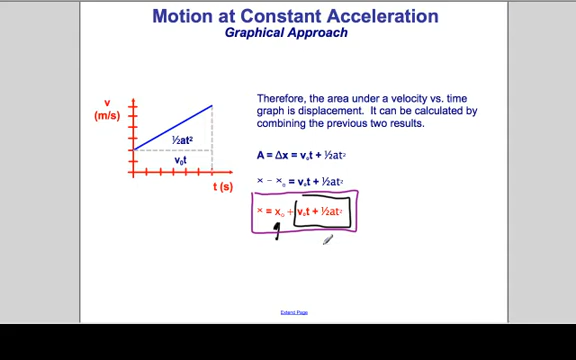 Motion at Constant Acceleration
Graphical Approach
v
(m/s)
½at²
v₀t
t (s)
Therefore, the area under a velocity vs. time
graph is displacement. It can be calculated by
combining the previous two results.
A = Δx = v₀t + ½at²
x – x₀ = v₀t + ½at²
x = x₀ + v₀t + ½at²
Extend Page